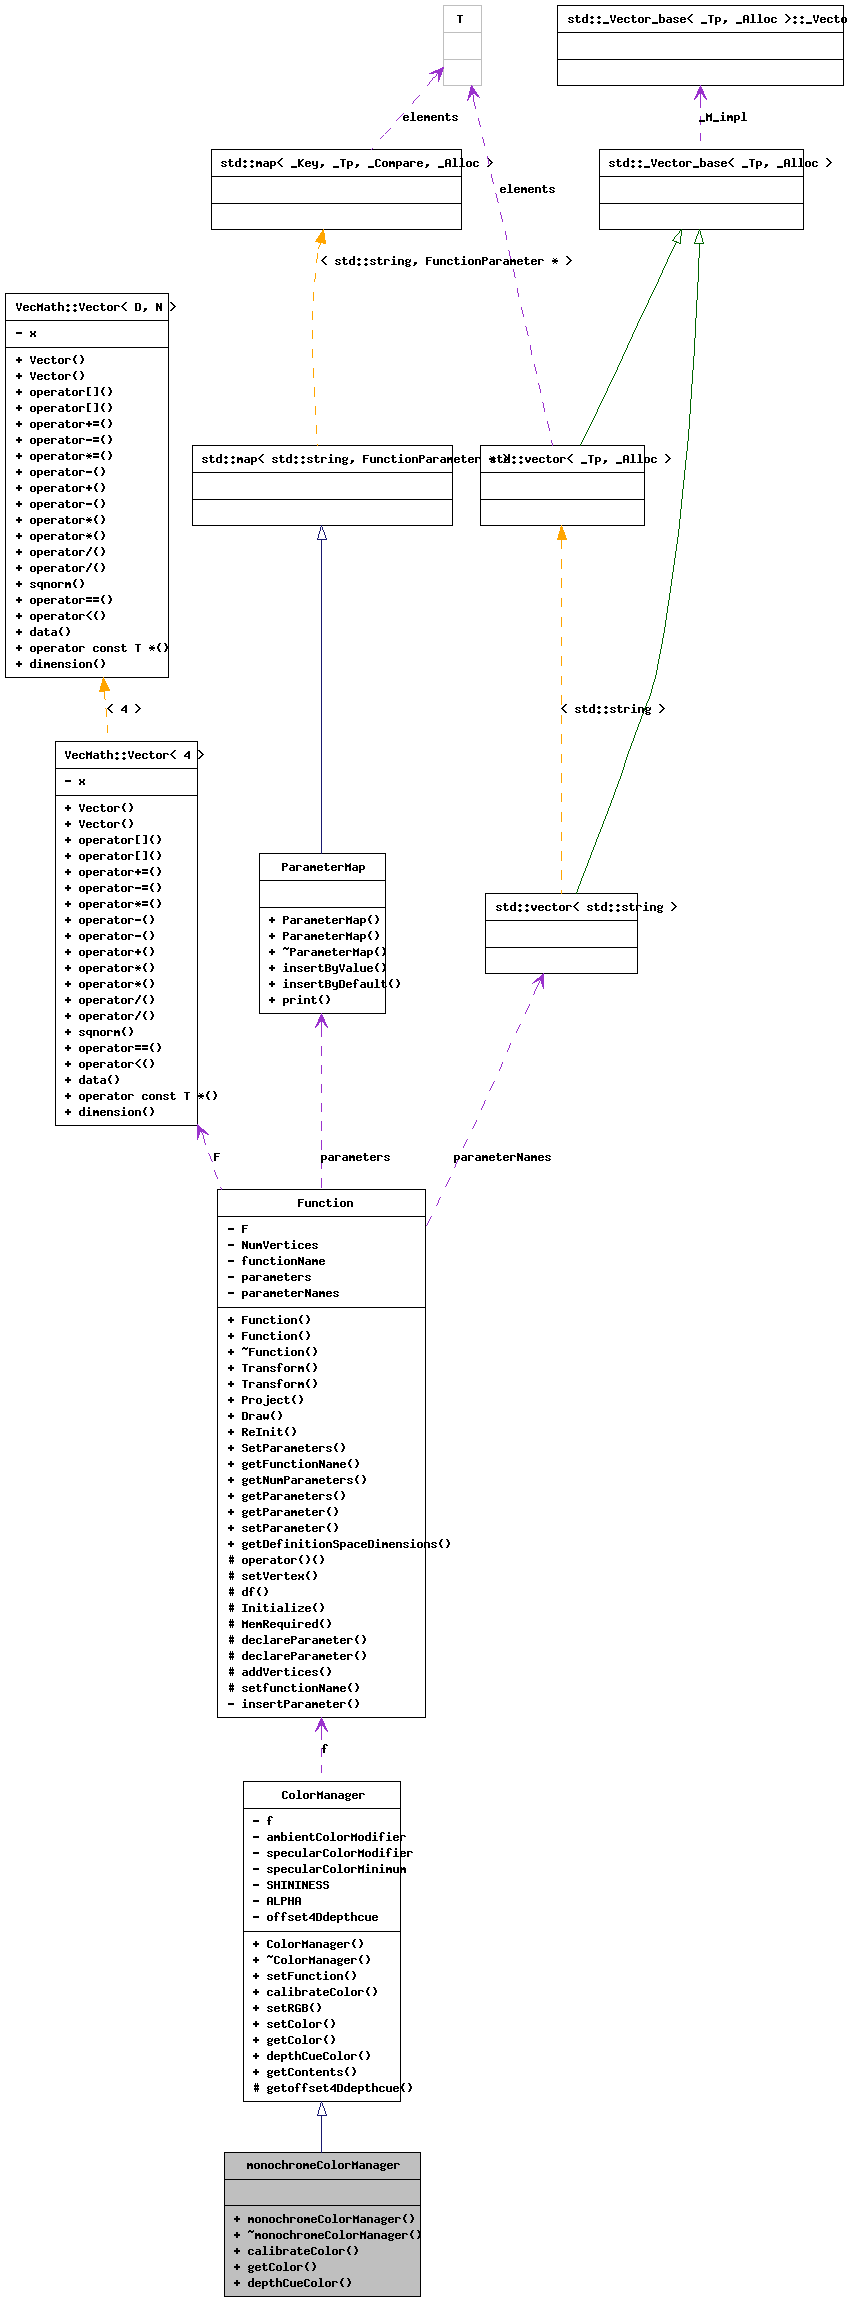 T
std::_Vector_base< _Tp, _Alloc >::_Vecto
elements
_M_impl
std::map< _Key, _Tp, _Compare, _Alloc >
std::_Vector_base< _Tp, _Alloc >
elements
< std::string, FunctionParameter * >
VecMath::Vector< D, N >
- x
+ Vector()
+ Vector()
+ operator[]()
+ operator[]()
+ operator+=()
+ operator-=()
+ operator*=()
+ operator-()
+ operator+()
+ operator-()
+ operator*()
+ operator*()
+ operator/()
+ operator/()
+ sqnorm()
+ operator==()
+ operator<()
+ data()
+ operator const T *()
+ dimension()
std::map< std::string, FunctionParameter * >
std::vector< _Tp, _Alloc >
< 4 >
< std::string >
VecMath::Vector< 4 >
- x
+ Vector()
+ Vector()
+ operator[]()
+ operator[]()
+ operator+=()
+ operator-=()
+ operator*=()
+ operator-()
+ operator-()
+ operator+()
+ operator*()
+ operator*()
+ operator/()
+ operator/()
+ sqnorm()
+ operator==()
+ operator<()
+ data()
+ operator const T *()
+ dimension()
ParameterMap
+ ParameterMap()
+ ParameterMap()
+ ~ParameterMap()
+ insertByValue()
+ insertByDefault()
+ print()
std::vector< std::string >
F
parameters
parameterNames
Function
- F
- NumVertices
- functionName
- parameters
- parameterNames
+ Function()
+ Function()
+ ~Function()
+ Transform()
+ Transform()
+ Project()
+ Draw()
+ ReInit()
+ SetParameters()
+ getFunctionName()
+ getNumParameters()
+ getParameters()
+ getParameter()
+ setParameter()
+ getDefinitionSpaceDimensions()
# operator()()
# setVertex()
# df()
# Initialize()
# MemRequired()
# declareParameter()
# declareParameter()
# addVertices()
# setfunctionName()
- insertParameter()
f
ColorManager
- f
- ambientColorModifier
- specularColorModifier
- specularColorMinimum
- SHININESS
- ALPHA
- offset4Ddepthcue
+ ColorManager()
+ ~ColorManager()
+ setFunction()
+ calibrateColor()
+ setRGB()
+ setColor()
+ getColor()
+ depthCueColor()
+ getContents()
# getoffset4Ddepthcue()
monochromeColorManager
+ monochromeColorManager()
+ ~monochromeColorManager()
+ calibrateColor()
+ getColor()
+ depthCueColor()